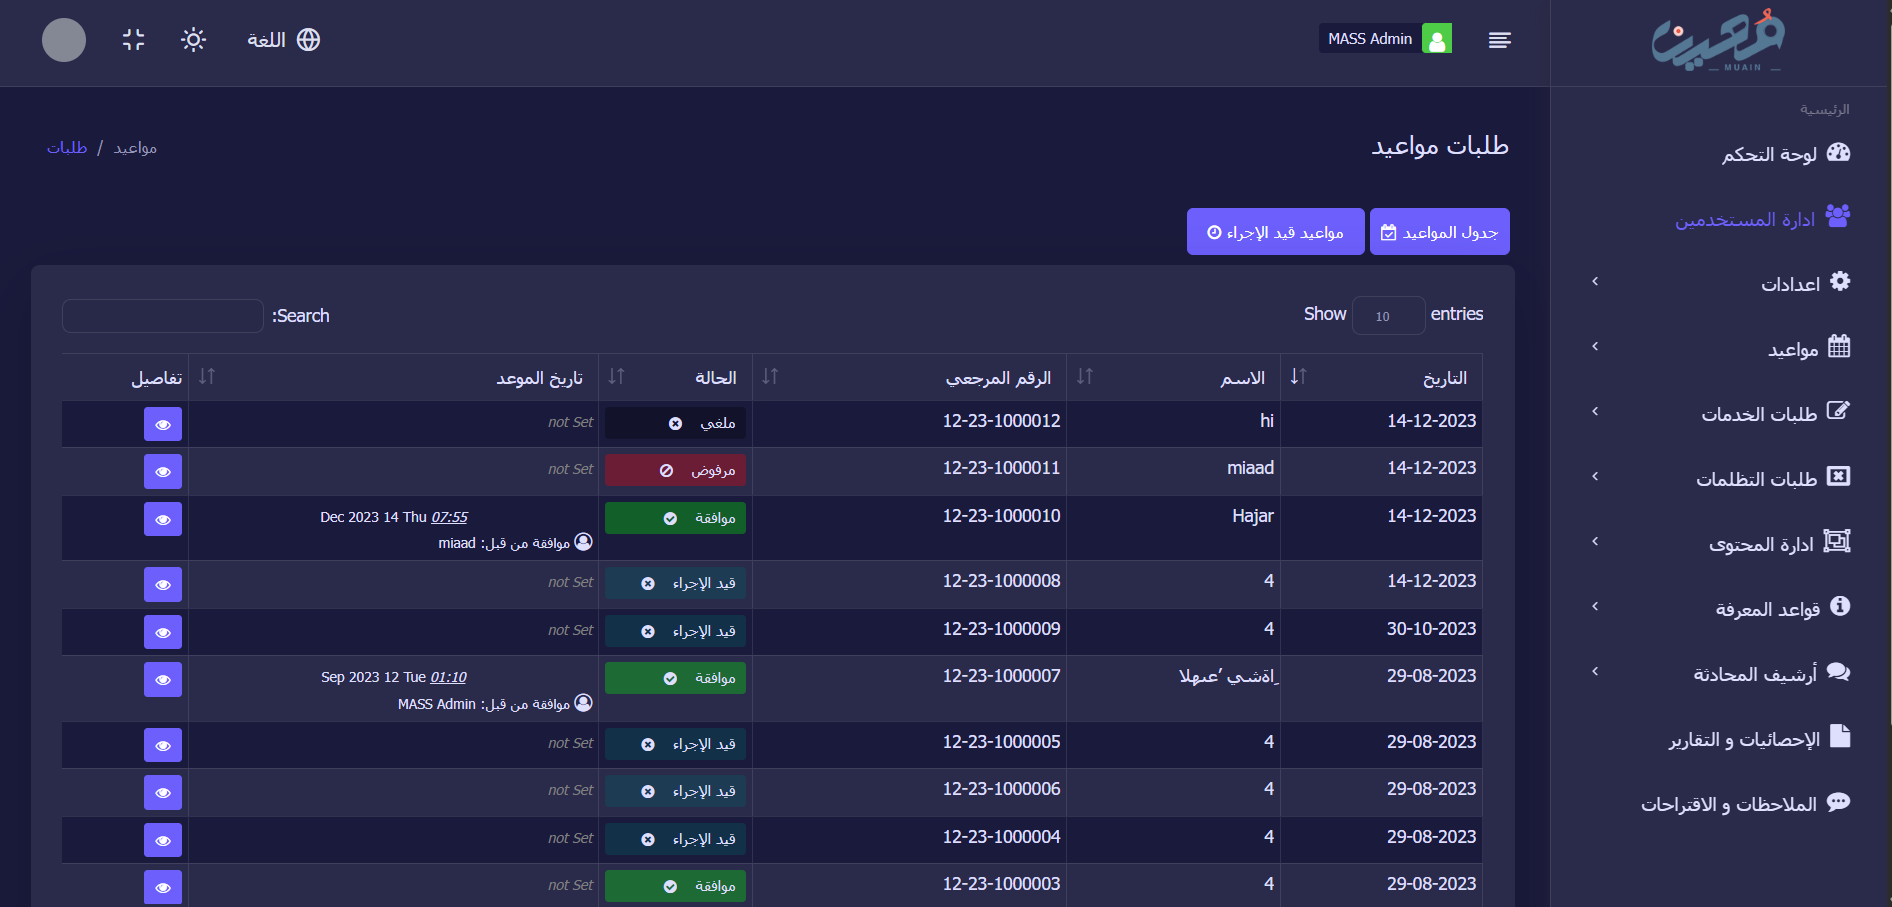 مُعين
MUAIN
MASS Admin
اللغة
الرئيسية
لوحة التحكم
ادارة المستخدمين
اعدادات
مواعيد
طلبات الخدمات
طلبات التظلمات
ادارة المحتوى
قواعد المعرفة
أرشيف المحادثة
الإحصائيات و التقارير
الملاحظات و الاقتراحات
طلبات مواعيد
مواعيد / طلبات
جدول المواعيد
مواعيد قيد الإجراء
Show 10 entries
Search:
التاريخ الاسم الرقم المرجعي الحالة تاريخ الموعد تفاصيل
14-12-2023 hi 12-23-1000012 ملغي not Set
14-12-2023 miaad 12-23-1000011 مرفوض not Set
14-12-2023 Hajar 12-23-1000010 موافقة Dec 2023 14 Thu 07:55
موافقة من قبل: miaad
14-12-2023 4 12-23-1000008 قيد الإجراء not Set
30-10-2023 4 12-23-1000009 قيد الإجراء not Set
29-08-2023 12-23-1000007 موافقة Sep 2023 12 Tue 01:10
موافقة من قبل: MASS Admin
29-08-2023 4 12-23-1000005 قيد الإجراء not Set
29-08-2023 4 12-23-1000006 قيد الإجراء not Set
29-08-2023 4 12-23-1000004 قيد الإجراء not Set
29-08-2023 4 12-23-1000003 موافقة not Set